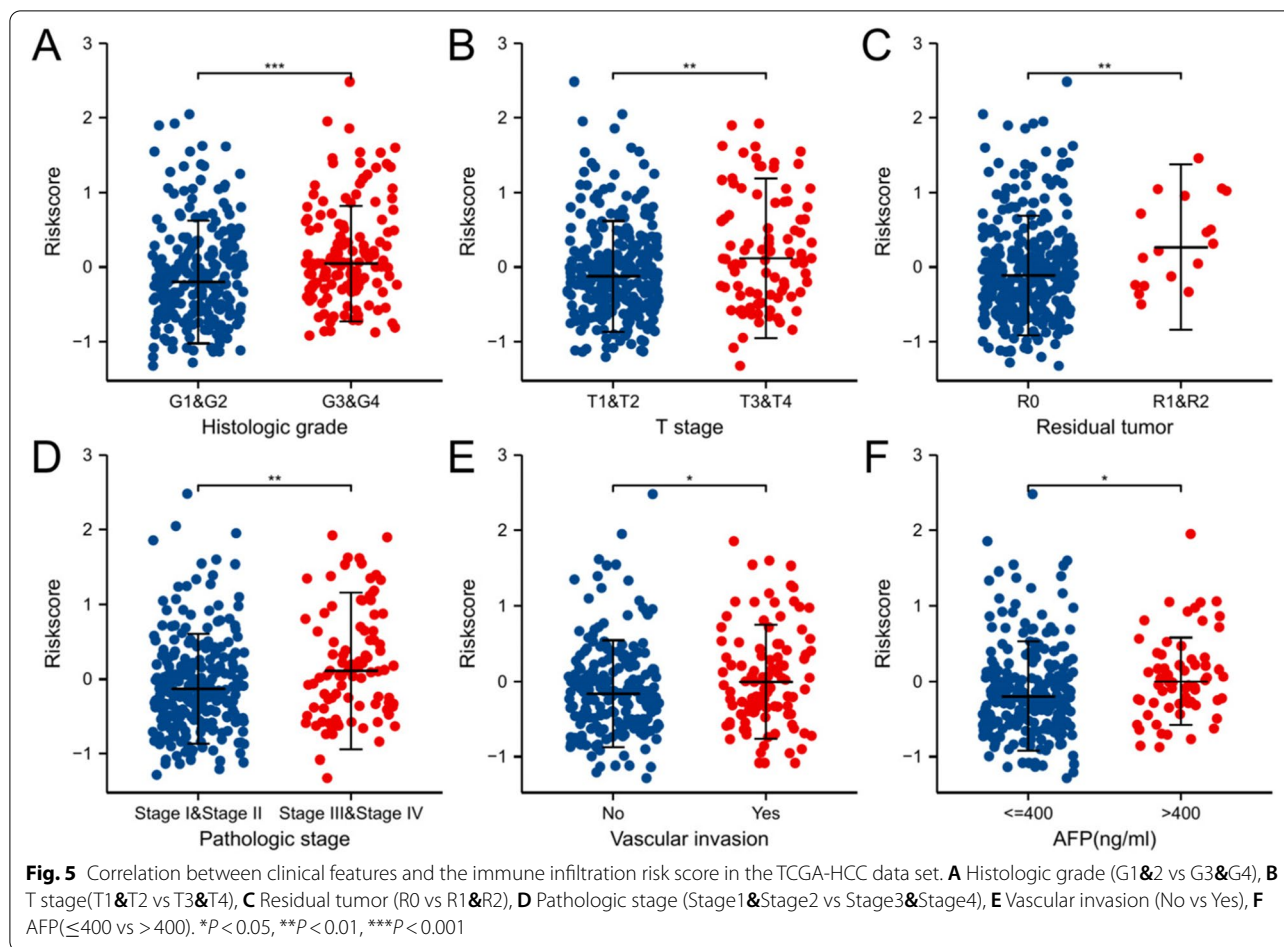 A
3
2
1
0
−1
Riskscore
***
G1&G2
G3&G4
Histologic grade
B
3
2
1
0
−1
Riskscore
**
T1&T2
T3&T4
T stage
C
3
2
1
0
−1
Riskscore
**
R0
R1&R2
Residual tumor
D
3
2
1
0
−1
Riskscore
**
Stage I&Stage II
Stage III&Stage IV
Pathologic stage
E
3
2
1
0
−1
Riskscore
*
No
Yes
Vascular invasion
F
3
2
1
0
−1
Riskscore
*
<=400
>400
AFP(ng/ml)
Fig. 5 Correlation between clinical features and the immune infiltration risk score in the TCGA-HCC data set. A Histologic grade (G1&2 vs G3&G4), B
T stage(T1&T2 vs T3&T4), C Residual tumor (R0 vs R1&R2), D Pathologic stage (Stage1&Stage2 vs Stage3&Stage4), E Vascular invasion (No vs Yes), F
AFP(≤400 vs > 400). *P < 0.05, **P < 0.01, ***P < 0.001